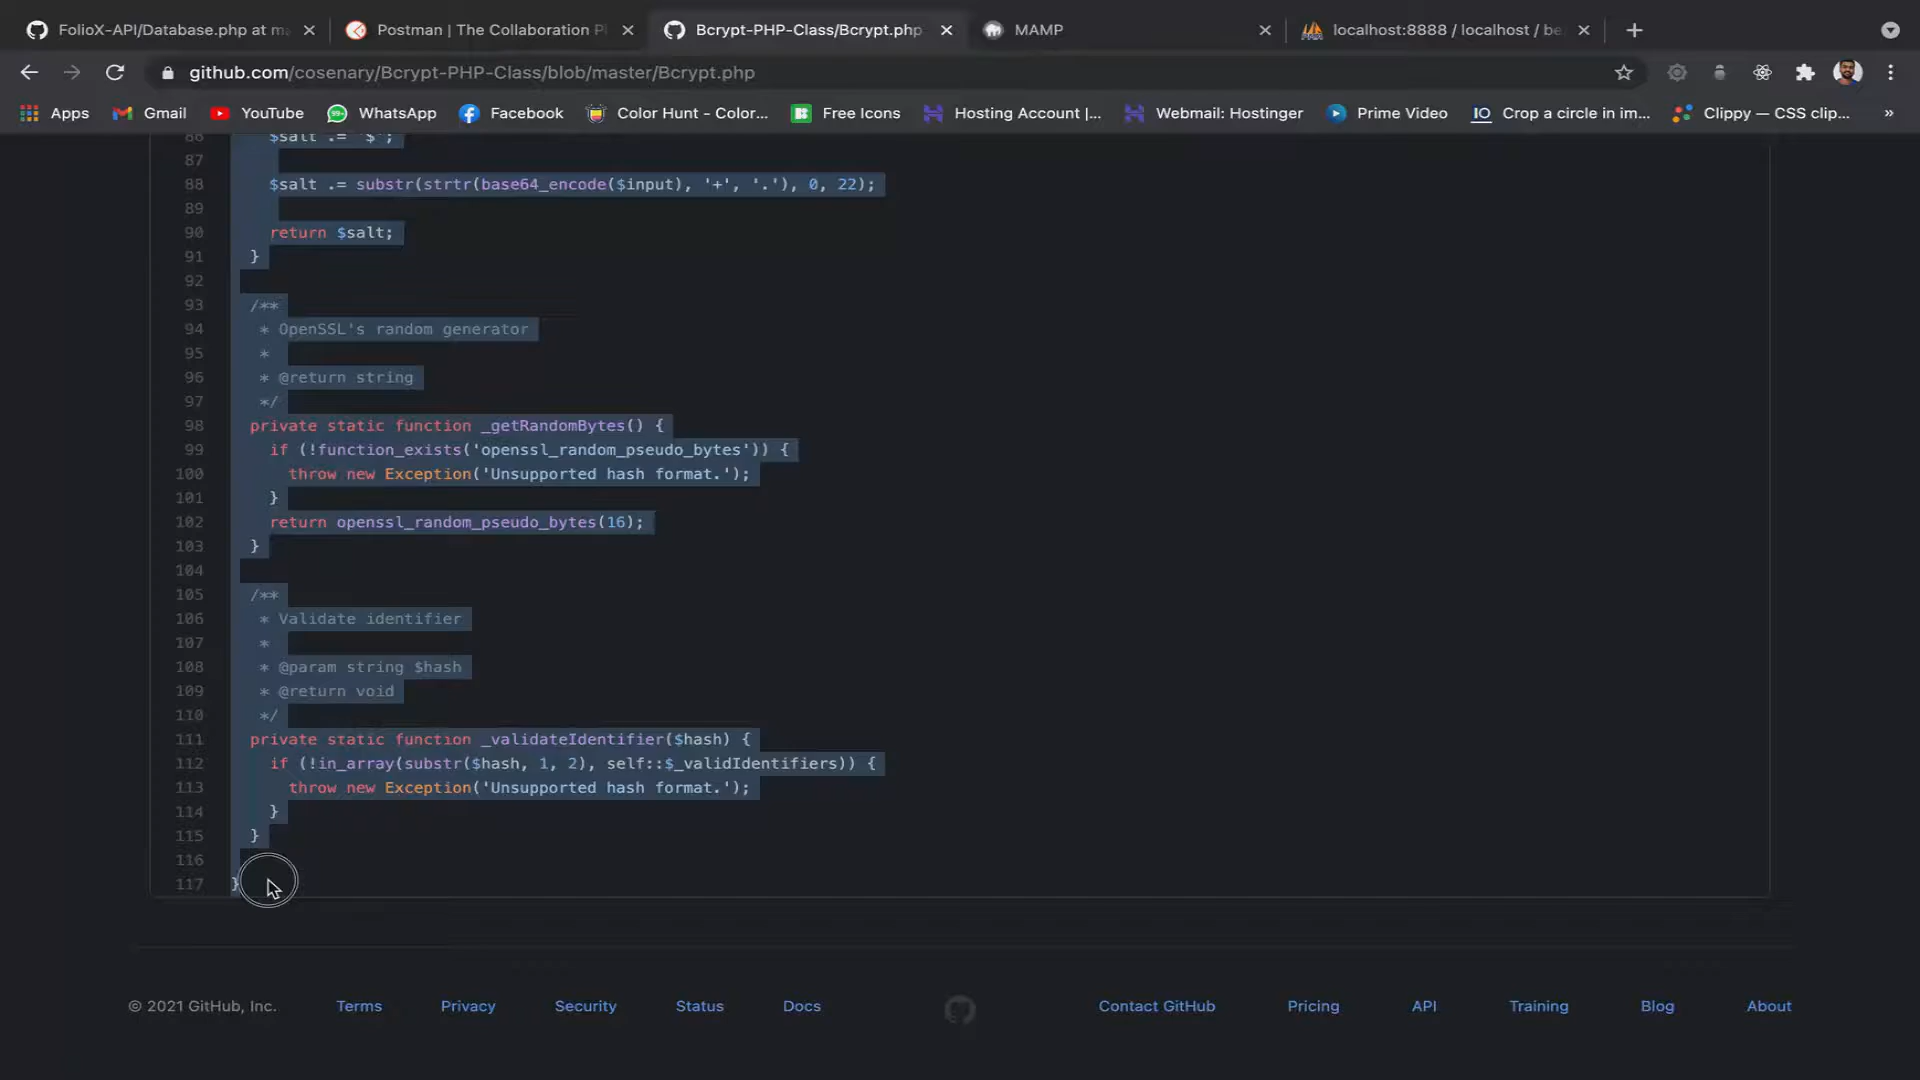 FolioX-API/Database.php at ma
Postman | The Collaboration Pl
Bcrypt-PHP-Class/Bcrypt.php
MAMP
localhost:8888 / localhost / be
github.com/cosenary/Bcrypt-PHP-Class/blob/master/Bcrypt.php
Apps
Gmail
YouTube
WhatsApp
Facebook
Color Hunt - Color...
Free Icons
Hosting Account |...
Webmail: Hostinger
Prime Video
IO
Crop a circle in im...
Clippy — CSS clip...
»
86 $salt .= '$';
87
88 $salt .= substr(strtr(base64_encode($input), '+', '.'), 0, 22);
89
90 return $salt;
91 }
92
93 /**
94 * OpenSSL's random generator
95 *
96 * @return string
97 */
98 private static function _getRandomBytes() {
99 if (!function_exists('openssl_random_pseudo_bytes')) {
100 throw new Exception('Unsupported hash format.');
101 }
102 return openssl_random_pseudo_bytes(16);
103 }
104
105 /**
106 * Validate identifier
107 *
108 * @param string $hash
109 * @return void
110 */
111 private static function _validateIdentifier($hash) {
112 if (!in_array(substr($hash, 1, 2), self::$_validIdentifiers)) {
113 throw new Exception('Unsupported hash format.');
114 }
115 }
116
117 }
© 2021 GitHub, Inc.
Terms
Privacy
Security
Status
Docs
Contact GitHub
Pricing
API
Training
Blog
About